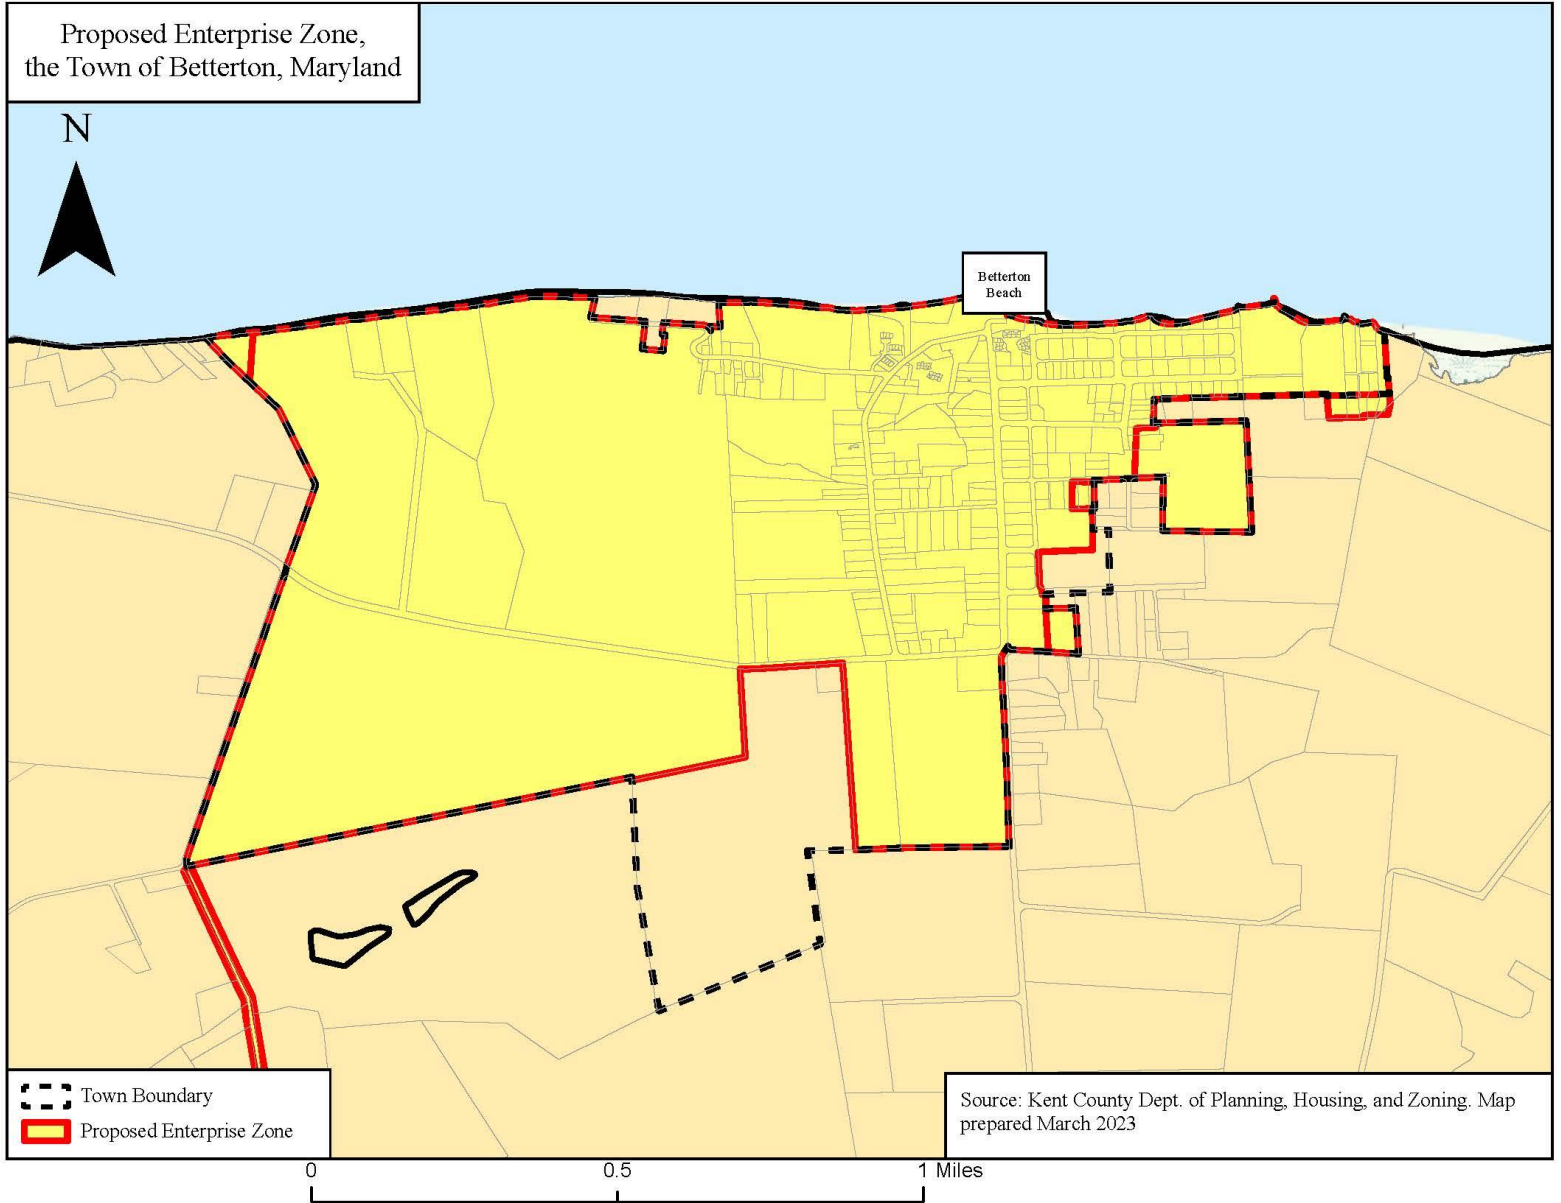 Proposed Enterprise Zone,
the Town of Betterton, Maryland
N
Betterton
Beach
Town Boundary
Proposed Enterprise Zone
Source: Kent County Dept. of Planning, Housing, and Zoning. Map
prepared March 2023
0 0.5 1 Miles